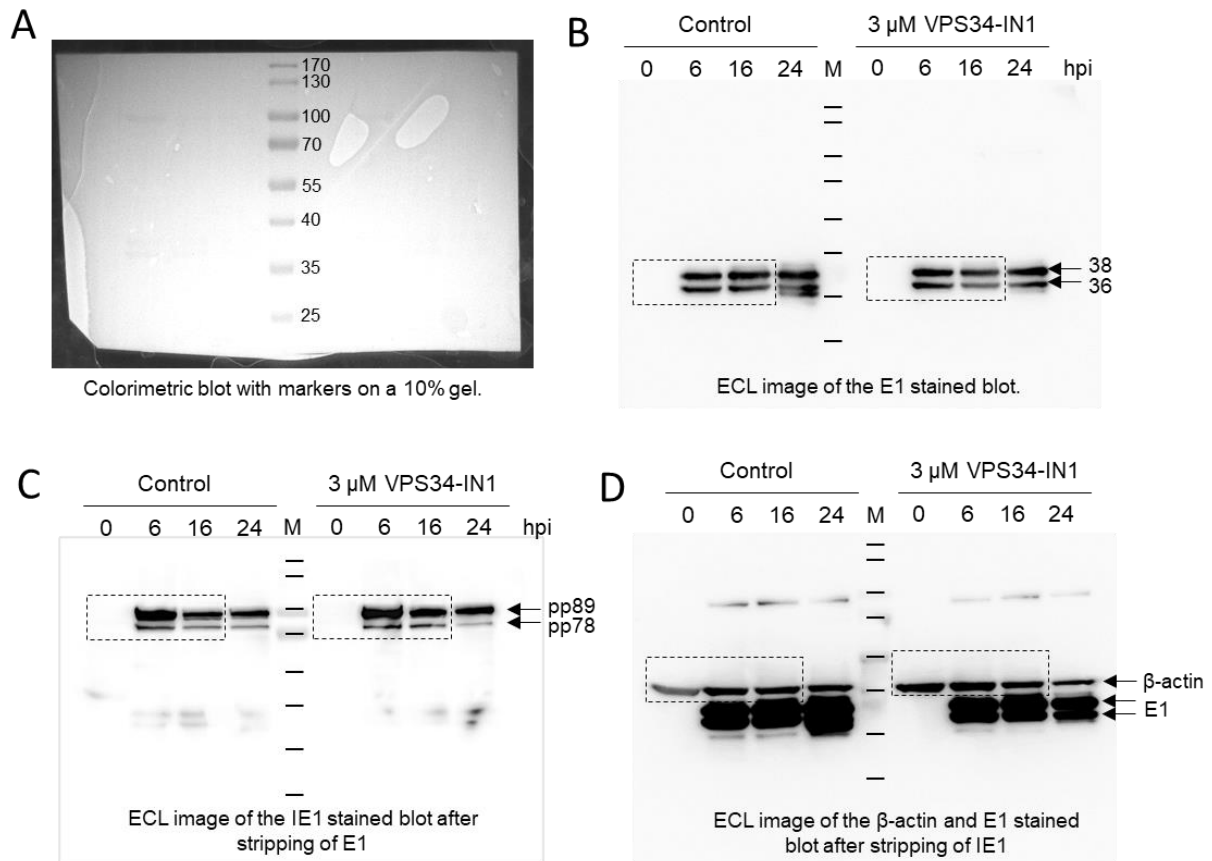 A
170
130
100
70
55
40
35
25
Colorimetric blot with markers on a 10% gel.
B
Control 3 µM VPS34-IN1
0 6 16 24 M 0 6 16 24 hpi
38
36
ECL image of the E1 stained blot.
C
Control 3 µM VPS34-IN1
0 6 16 24 M 0 6 16 24 hpi
pp89
pp78
ECL image of the IE1 stained blot after
stripping of E1
D
Control 3 µM VPS34-IN1
0 6 16 24 M 0 6 16 24
β-actin
E1
ECL image of the β-actin and E1 stained
blot after stripping of IE1